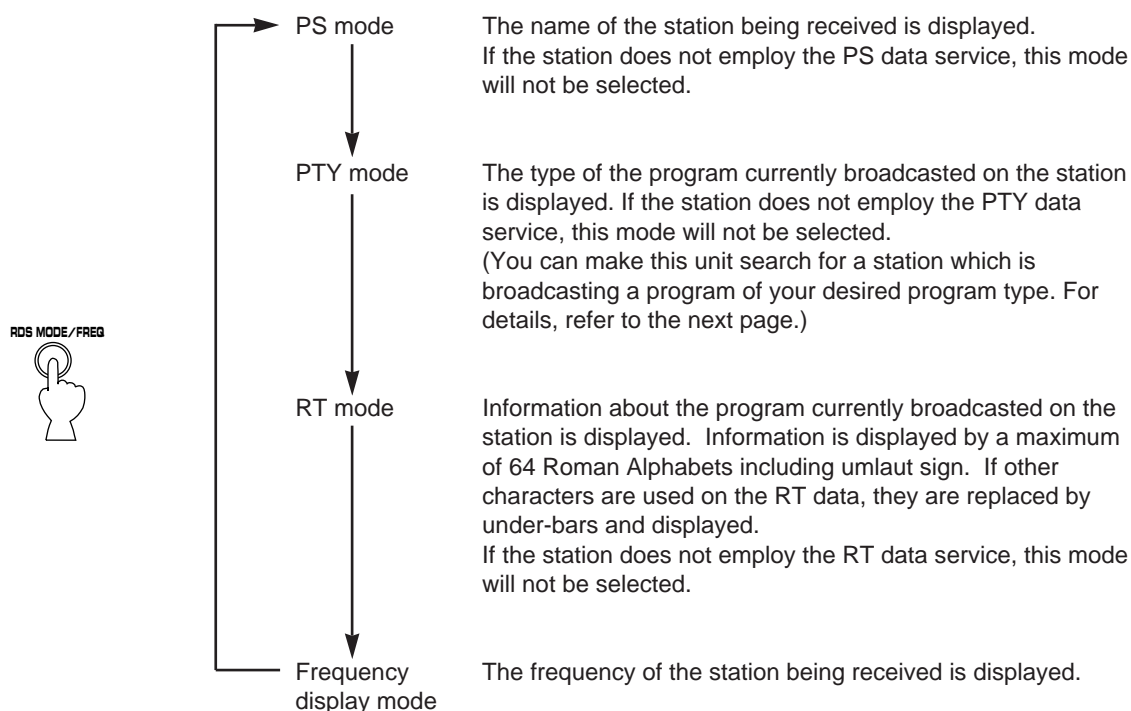 PS mode
The name of the station being received is displayed.
If the station does not employ the PS data service, this mode
will not be selected.
PTY mode
The type of the program currently broadcasted on the station
is displayed. If the station does not employ the PTY data
service, this mode will not be selected.
(You can make this unit search for a station which is
broadcasting a program of your desired program type. For
details, refer to the next page.)
RDS MODE/FREQ
RT mode
Information about the program currently broadcasted on the
station is displayed.  Information is displayed by a maximum
of 64 Roman Alphabets including umlaut sign.  If other
characters are used on the RT data, they are replaced by
under-bars and displayed.
If the station does not employ the RT data service, this mode
will not be selected.
Frequency
display mode
The frequency of the station being received is displayed.